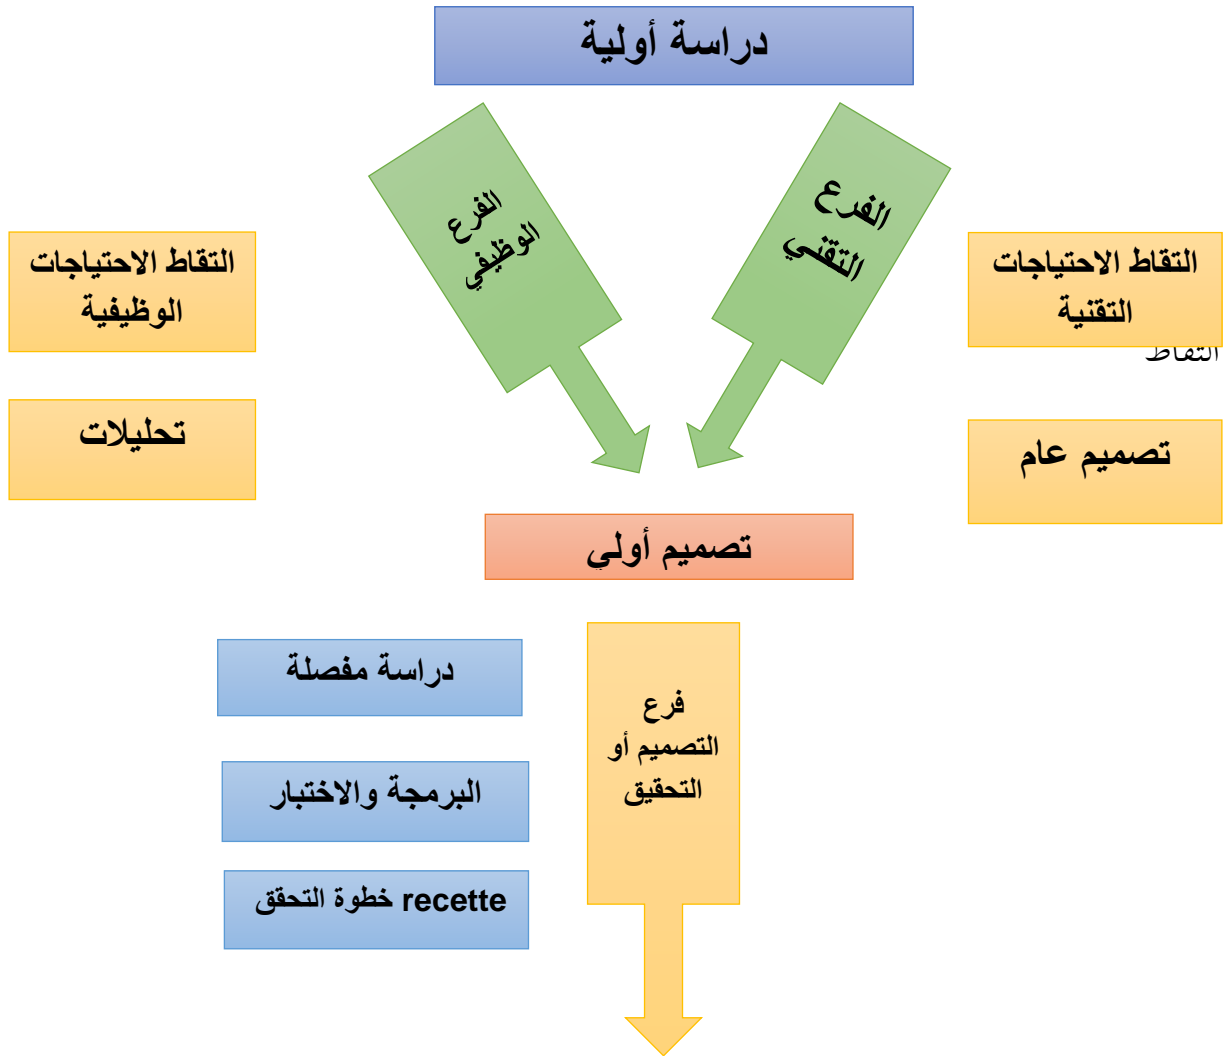 دراسة أولية
الفرع
التقني
الفرع
الوظيفي
التقاط الاحتياجات
التقنية
التقاط
التقاط الاحتياجات
الوظيفية
تصميم عام
تحليلات
تصميم أولي
فرع
التصميم أو
التحقيق
دراسة مفصلة
البرمجة والاختبار
recette خطوة التحقق